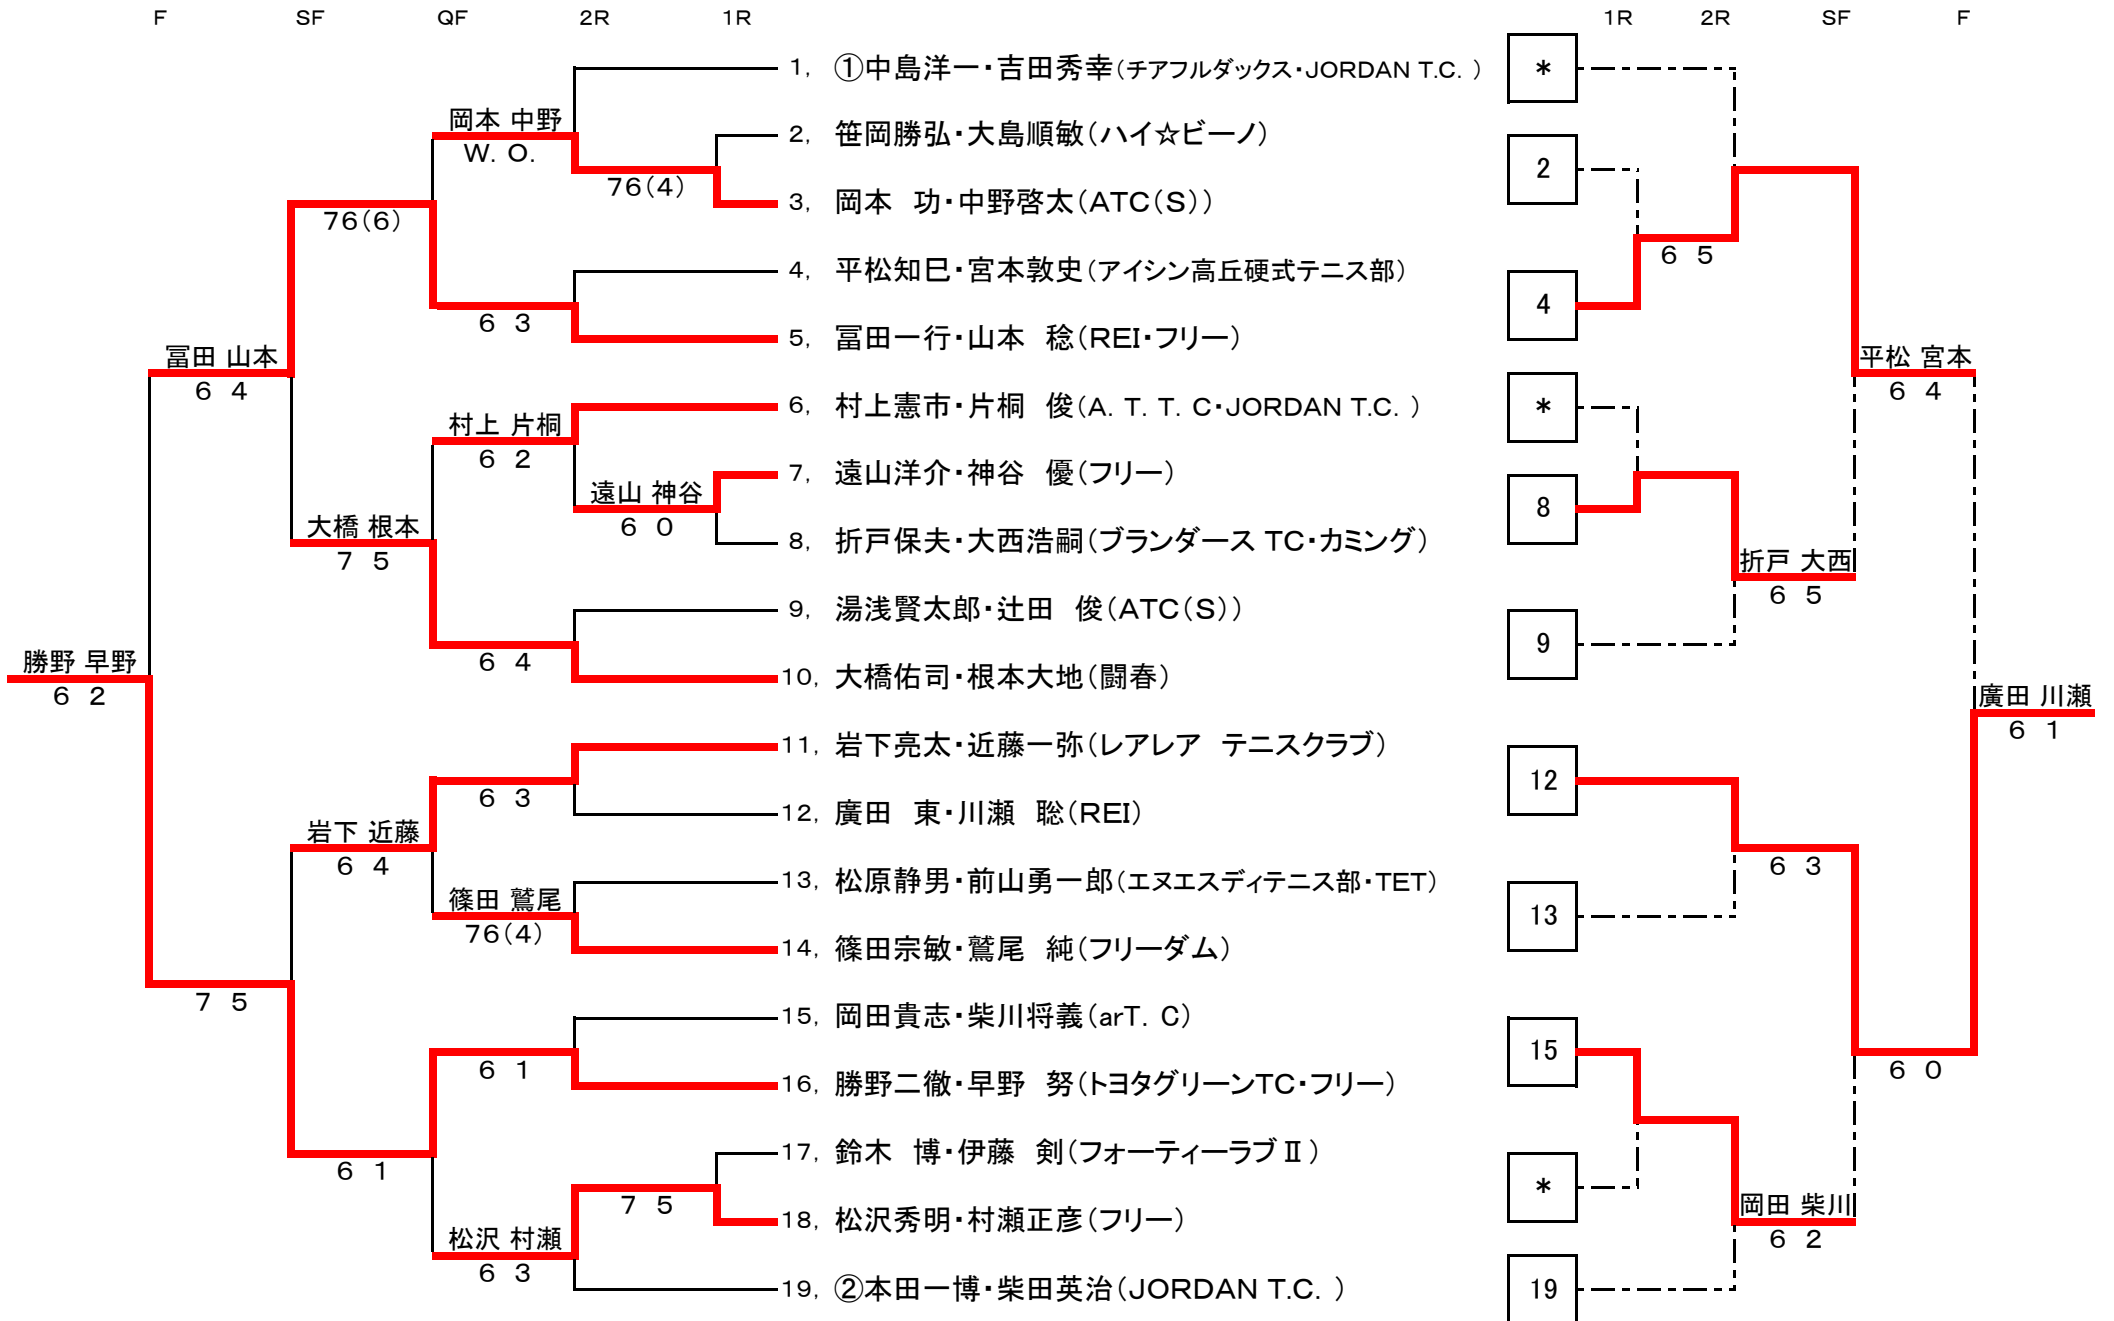 F SF QF 2R 1R 1R 2R SF F
1, ①中島洋一・吉田秀幸(チアフルダックス・JORDAN T.C. ) *
岡本 中野
W. O.
2, 笹岡勝弘・大島順敏(ハイ☆ビーノ) 2
76(4)
3, 岡本 功・中野啓太(ATC(S))
76(6)
6 5
4, 平松知巳・宮本敦史(アイシン高丘硬式テニス部) 4
6 3
5, 冨田一行・山本 稔(REI・フリー)
冨田 山本
6 4
平松 宮本
6 4
6, 村上憲市・片桐 俊(A. T. T. C・JORDAN T.C. ) *
村上 片桐
6 2
7, 遠山洋介・神谷 優(フリー)
遠山 神谷
6 0
8
8, 折戸保夫・大西浩嗣(ブランダース TC・カミング)
大橋 根本
7 5
折戸 大西
6 5
9, 湯浅賢太郎・辻田 俊(ATC(S)) 9
6 4
10, 大橋佑司・根本大地(闘春)
勝野 早野
6 2
廣田 川瀬
6 1
11, 岩下亮太・近藤一弥(レアレア テニスクラブ)
6 3
12
12, 廣田 東・川瀬 聡(REI)
岩下 近藤
6 4
6 3
13, 松原静男・前山勇一郎(エヌエスディテニス部・TET) 13
篠田 鷲尾
76(4)
14, 篠田宗敏・鷲尾 純(フリーダム)
7 5
15, 岡田貴志・柴川将義(arT. C) 15
6 1
6 0
16, 勝野二徹・早野 努(トヨタグリーンTC・フリー)
6 1
17, 鈴木 博・伊藤 剣(フォーティーラブⅡ) *
7 5
18, 松沢秀明・村瀬正彦(フリー)
岡田 柴川
6 2
松沢 村瀬
6 3
19, ②本田一博・柴田英治(JORDAN T.C. ) 19